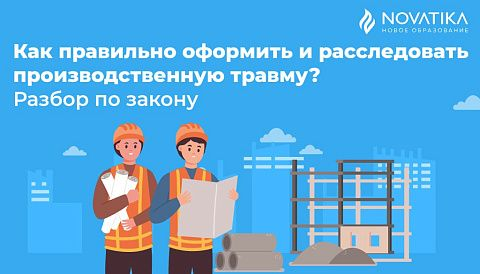 NOVATIKA
НОВОЕ ОБРАЗОВАНИЕ
Как правильно оформить и расследовать
производственную травму?
Разбор по закону